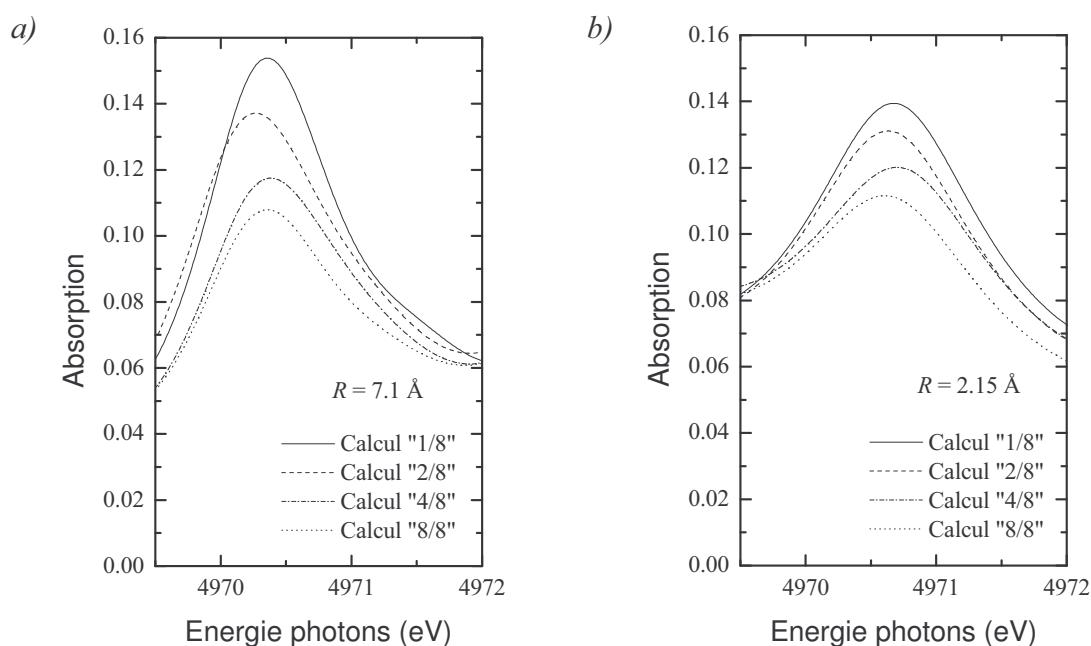 a)
0.16
0.14
0.12
0.10
0.08
0.06
0.04
0.02
0.00
Absorption
R = 7.1 Å
Calcul "1/8"
Calcul "2/8"
Calcul "4/8"
Calcul "8/8"
4970 4971 4972
Energie photons (eV)
b)
0.16
0.14
0.12
0.10
0.08
0.06
0.04
0.02
0.00
Absorption
R = 2.15 Å
Calcul "1/8"
Calcul "2/8"
Calcul "4/8"
Calcul "8/8"
4970 4971 4972
Energie photons (eV)